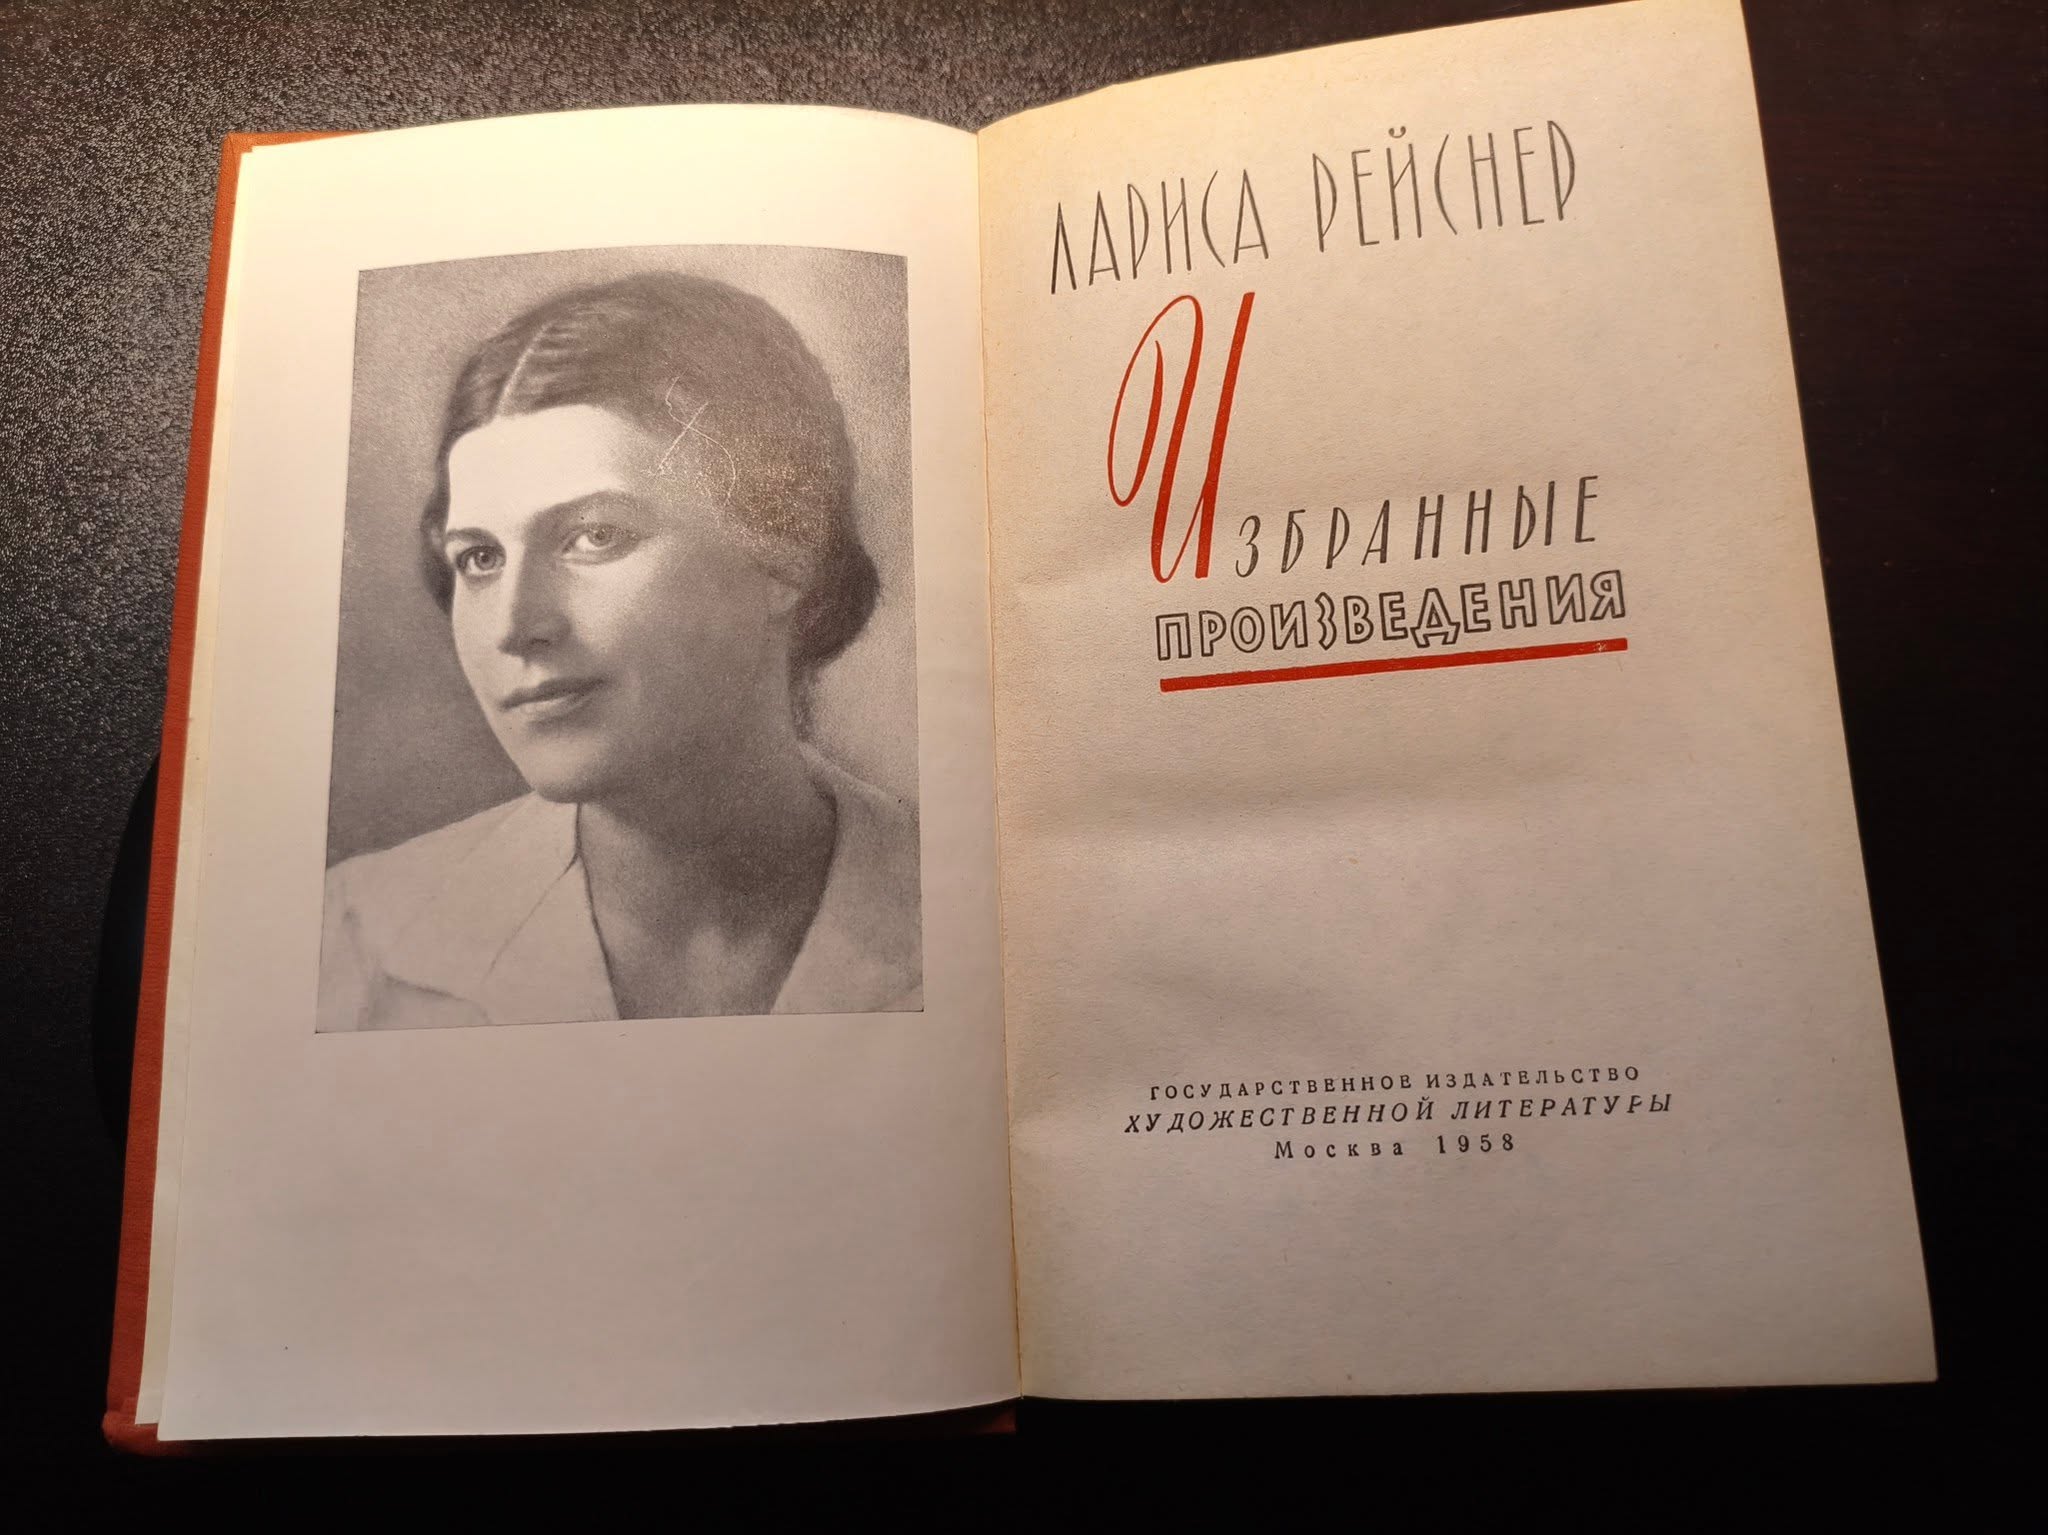 ЛАРИСА РЕЙСНЕР
ИЗБРАННЫЕ
ПРОИЗВЕДЕНИЯ
ГОСУДАРСТВЕННОЕ ИЗДАТЕЛЬСТВО
ХУДОЖЕСТВЕННОЙ ЛИТЕРАТУРЫ
Москва 1958